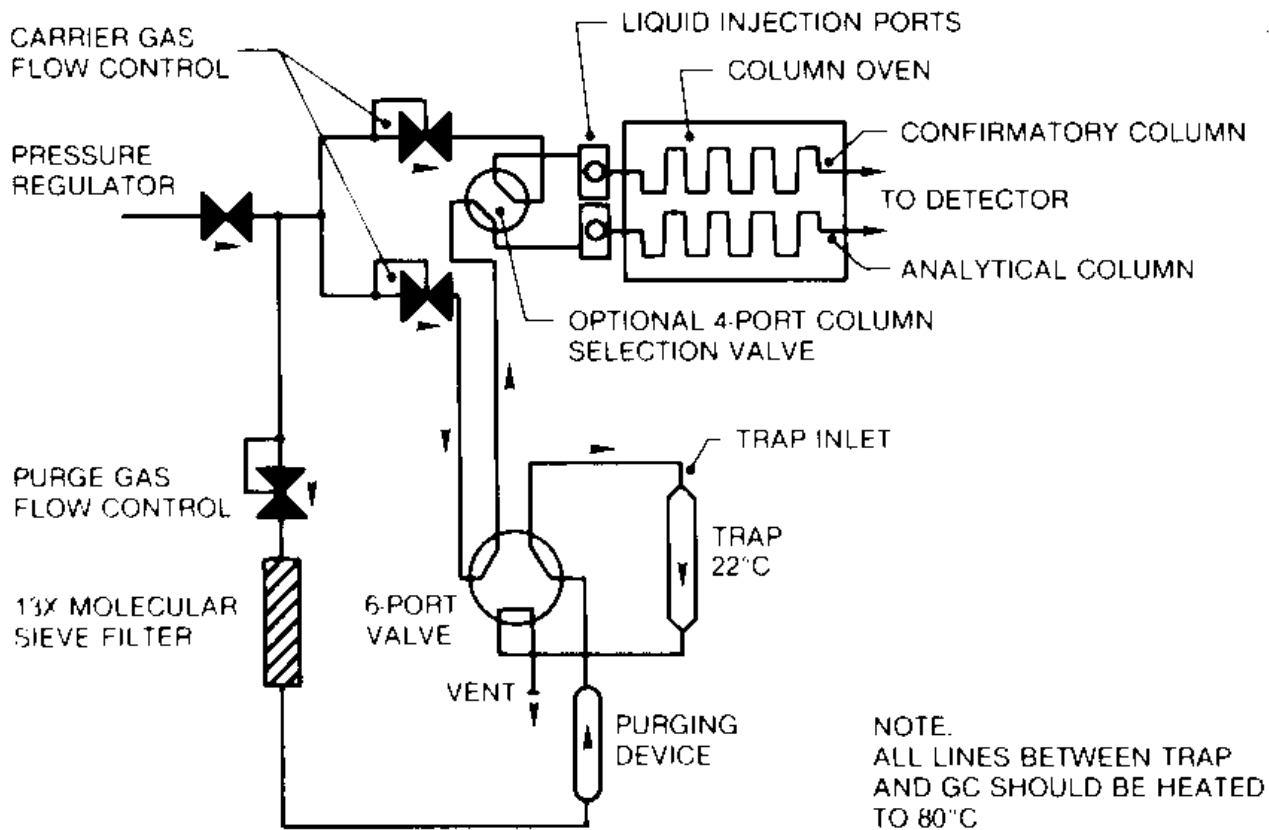 CARRIER GAS
FLOW CONTROL
LIQUID INJECTION PORTS
COLUMN OVEN
CONFIRMATORY COLUMN
PRESSURE
REGULATOR
TO DETECTOR
ANALYTICAL COLUMN
OPTIONAL 4-PORT COLUMN
SELECTION VALVE
TRAP INLET
PURGE GAS
FLOW CONTROL
TRAP
22°C
13X MOLECULAR
SIEVE FILTER
6-PORT
VALVE
VENT
PURGING
DEVICE
NOTE.
ALL LINES BETWEEN TRAP
AND GC SHOULD BE HEATED
TO 80°C